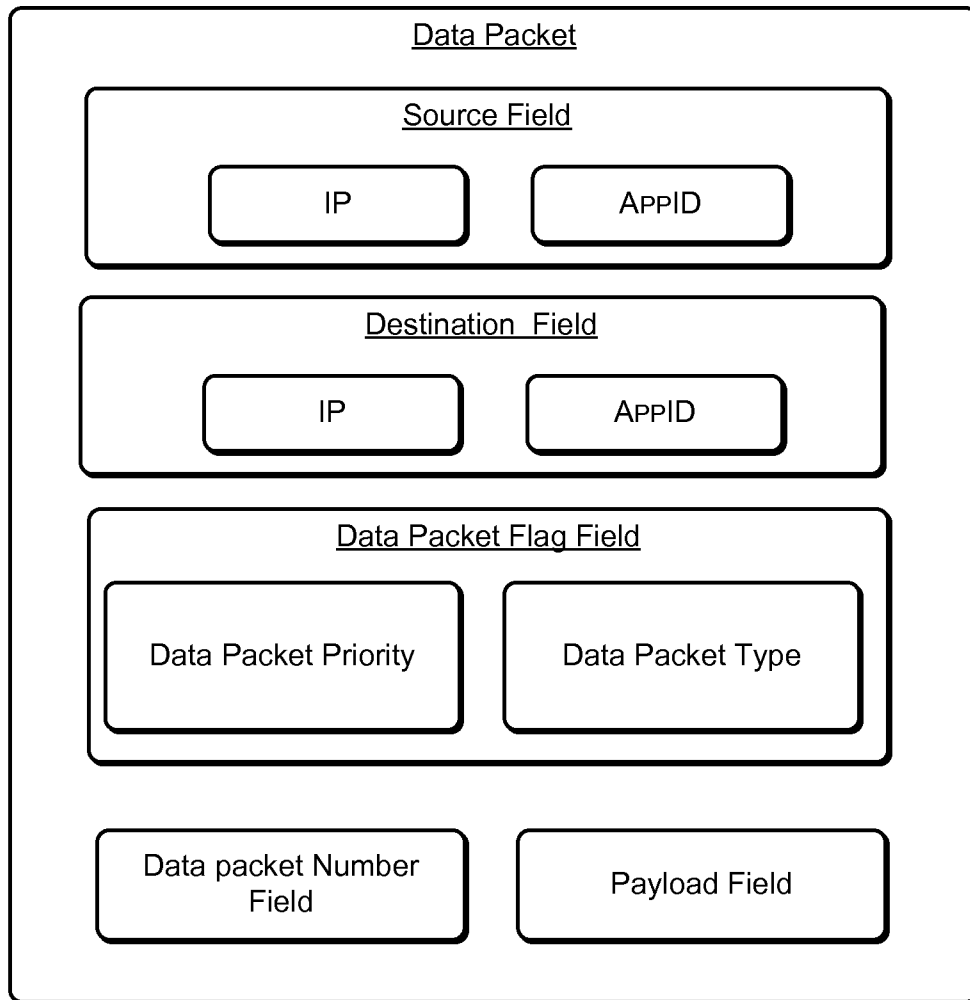 Data Packet
Source Field
IP
APPID
Destination Field
IP
APPID
Data Packet Flag Field
Data Packet Priority
Data Packet Type
Data packet Number
Field
Payload Field